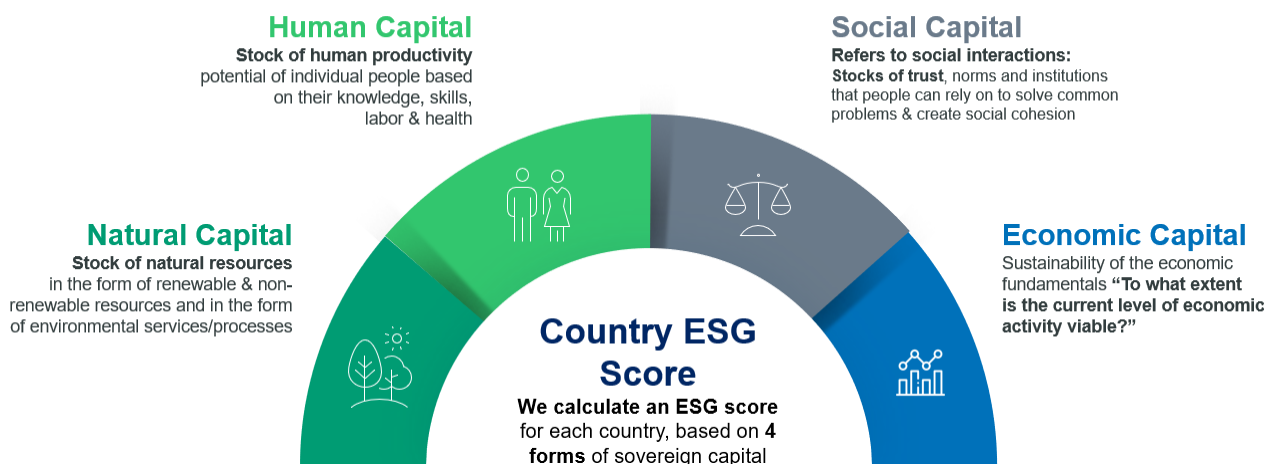 Human Capital
Stock of human productivity
potential of individual people based
on their knowledge, skills,
labor & health
Social Capital
Refers to social interactions:
Stocks of trust, norms and institutions
that people can rely on to solve common
problems & create social cohesion
Natural Capital
Stock of natural resources
in the form of renewable & non-
renewable resources and in the form
of environmental services/processes
Economic Capital
Sustainability of the economic
fundamentals “To what extent
is the current level of economic
activity viable?”
Country ESG
Score
We calculate an ESG score
for each country, based on 4
forms of sovereign capital